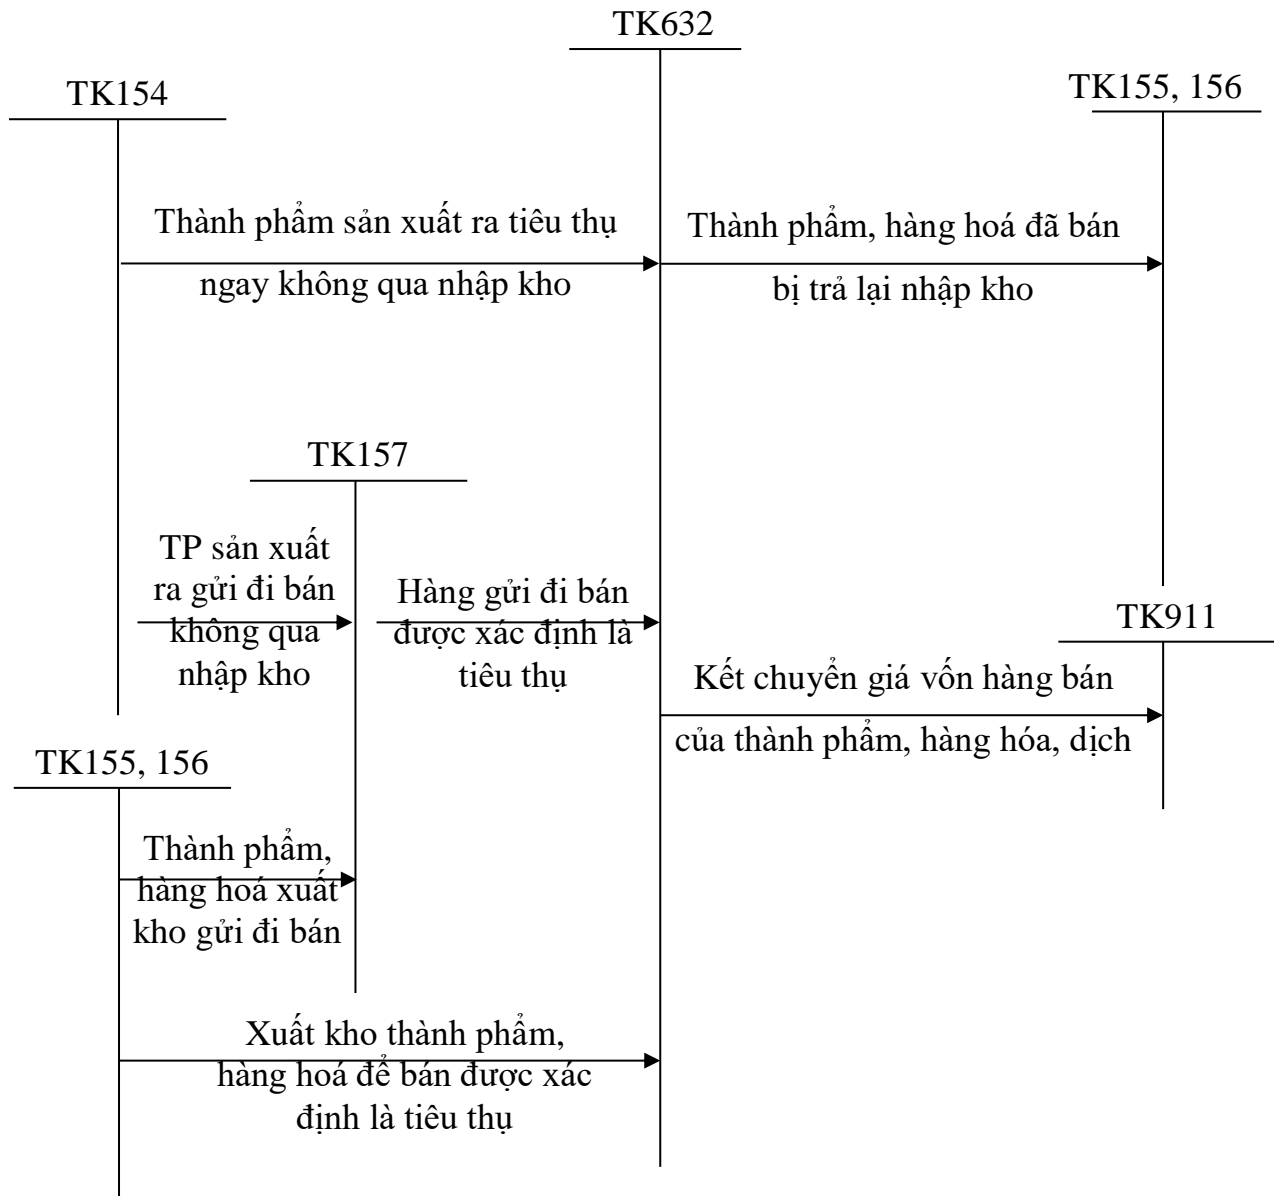 TK632
TK154
TK155, 156
Thành phẩm sản xuất ra tiêu thụ
ngay không qua nhập kho
Thành phẩm, hàng hoá đã bán
bị trả lại nhập kho
TK157
TP sản xuất
ra gửi đi bán
không qua
nhập kho
Hàng gửi đi bán
được xác định là
tiêu thụ
TK911
Kết chuyển giá vốn hàng bán
của thành phẩm, hàng hóa, dịch
TK155, 156
Thành phẩm,
hàng hoá xuất
kho gửi đi bán
Xuất kho thành phẩm,
hàng hoá để bán được xác
định là tiêu thụ